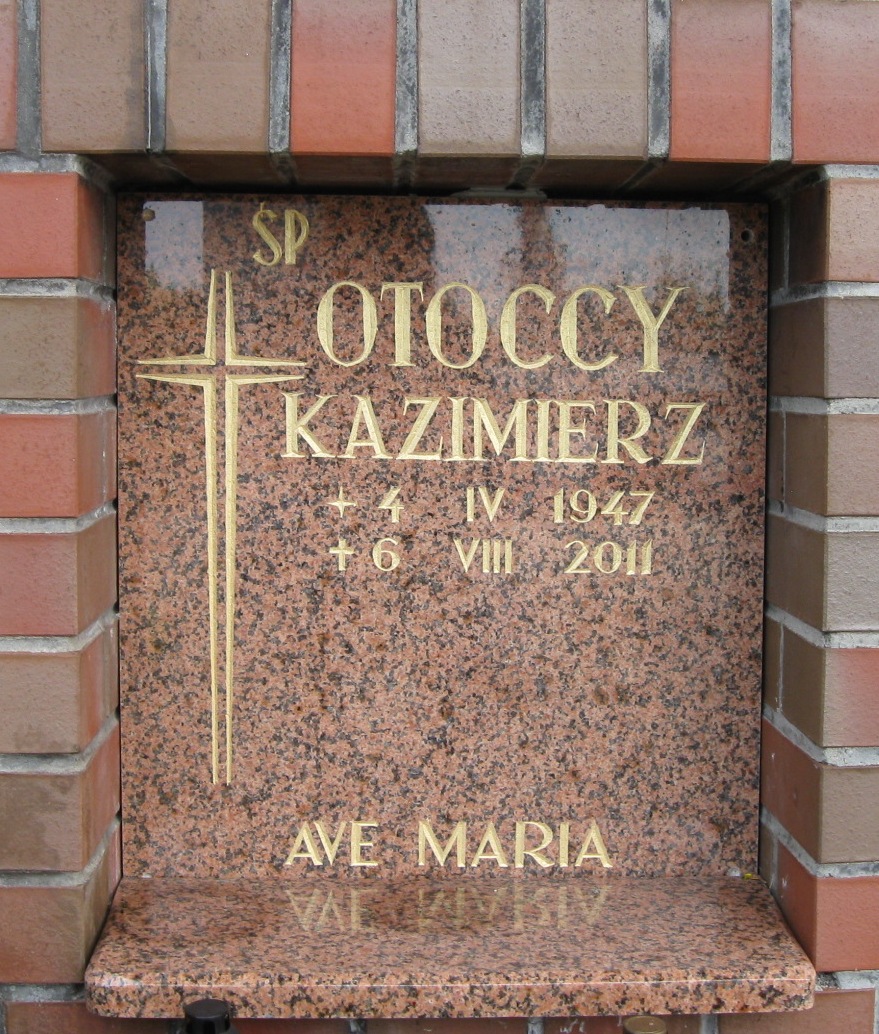 ŚP
OTOCCY
KAZIMIERZ
✶ 4 IV 1947
✝ 6 VIII 2011
AVE MARIA